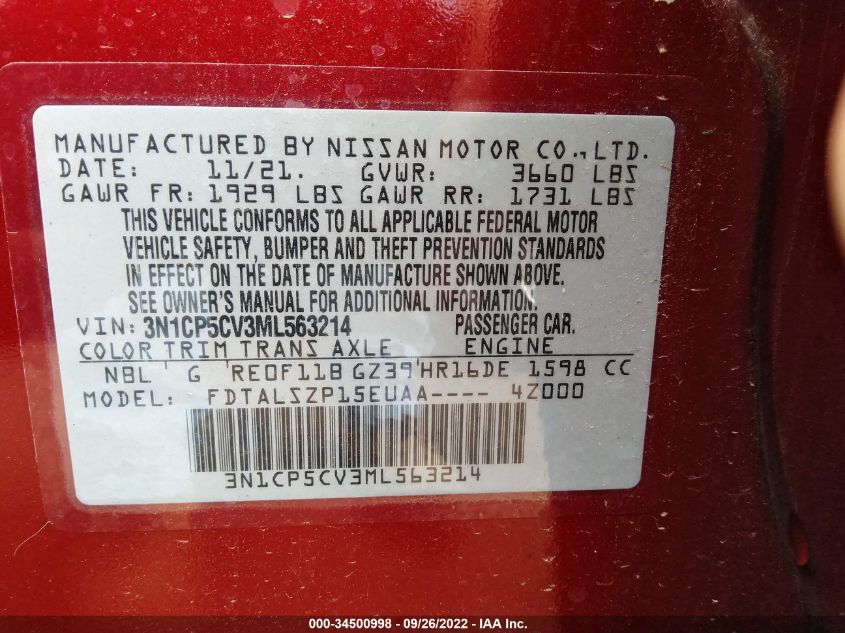 MANUFACTURED BY NISSAN MOTOR CO., LTD.
DATE: 11/21. GVWR: 3660 LBS
GAWR FR: 1929 LBS GAWR RR: 1731 LBS
THIS VEHICLE CONFORMS TO ALL APPLICABLE FEDERAL MOTOR
VEHICLE SAFETY, BUMPER AND THEFT PREVENTION STANDARDS
IN EFFECT ON THE DATE OF MANUFACTURE SHOWN ABOVE.
SEE OWNER'S MANUAL FOR ADDITIONAL INFORMATION.
VIN: 3N1CP5CV3ML563214 PASSENGER CAR.
COLOR TRIM TRANS AXLE ENGINE
NBL ' G ' RE0F11B GZ39 ' HR16DE 1598 CC
MODEL: FDTALSZP15EUAA---- 4Z000
3N1CP5CV3ML563214
000-34500998 - 09/26/2022 - IAA Inc.